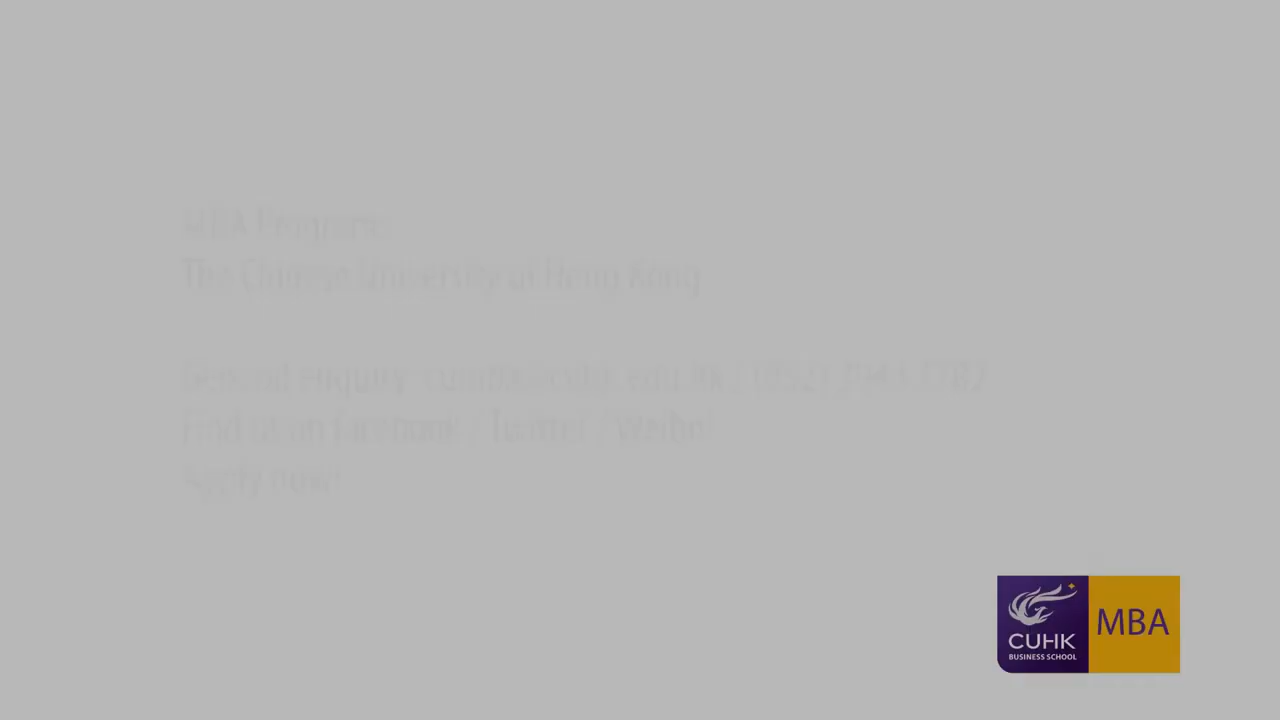 MBA Program
The Chinese University of Hong Kong
General enquiry:
Find us on Facebook / Twitter / Weibo!
Apply now!
CUHK
BUSINESS SCHOOL
MBA